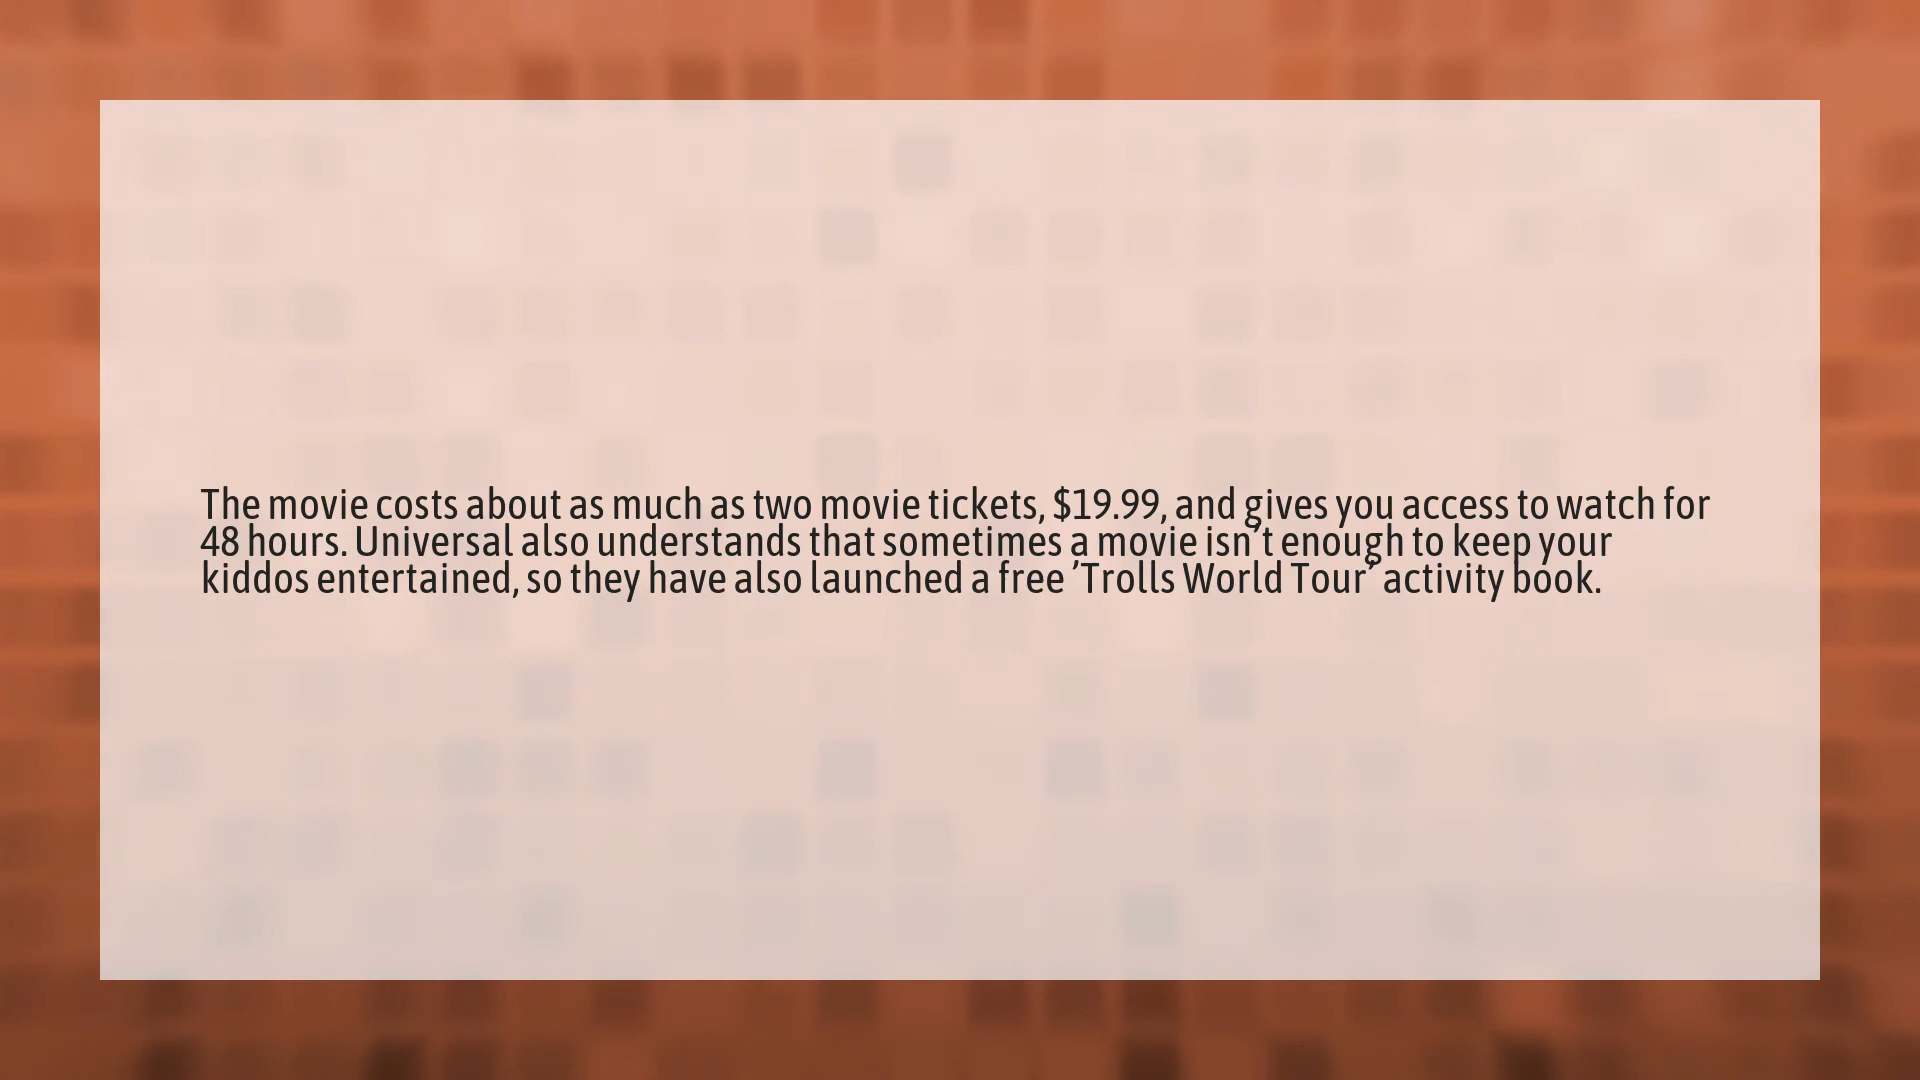 The movie costs about as much as two movie tickets, $19.99, and gives you access to watch for
48 hours. Universal also understands that sometimes a movie isn’t enough to keep your
kiddos entertained, so they have also launched a free ’Trolls World Tour’ activity book.